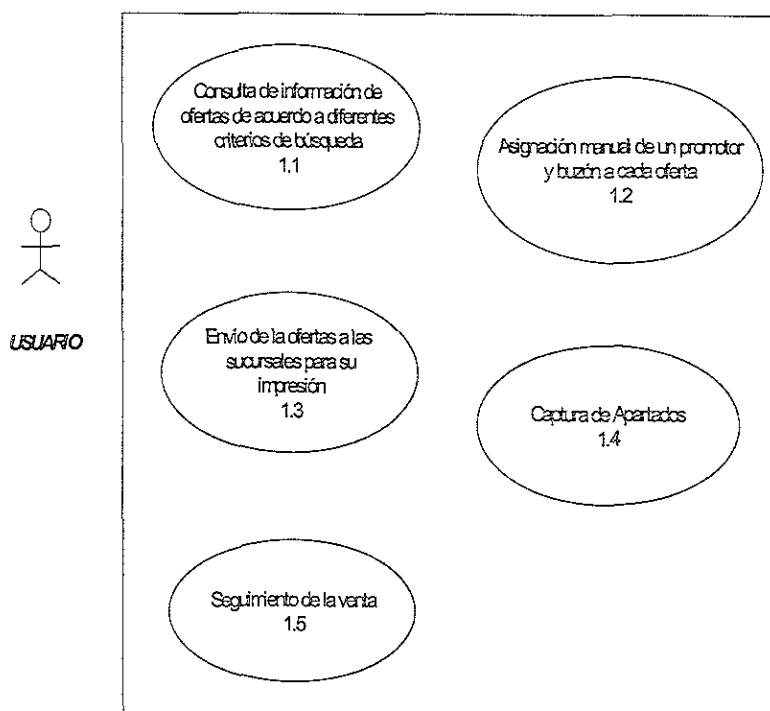 Consulta de información de
ofertas de acuerdo a diferentes
criterios de búsqueda
1.1
Asignación manual de un promotor
y buzón a cada oferta
1.2
USUARIO
Envío de la ofertas a las
sucursales para su
impresión
1.3
Captura de Apartados
1.4
Seguimiento de la venta
1.5